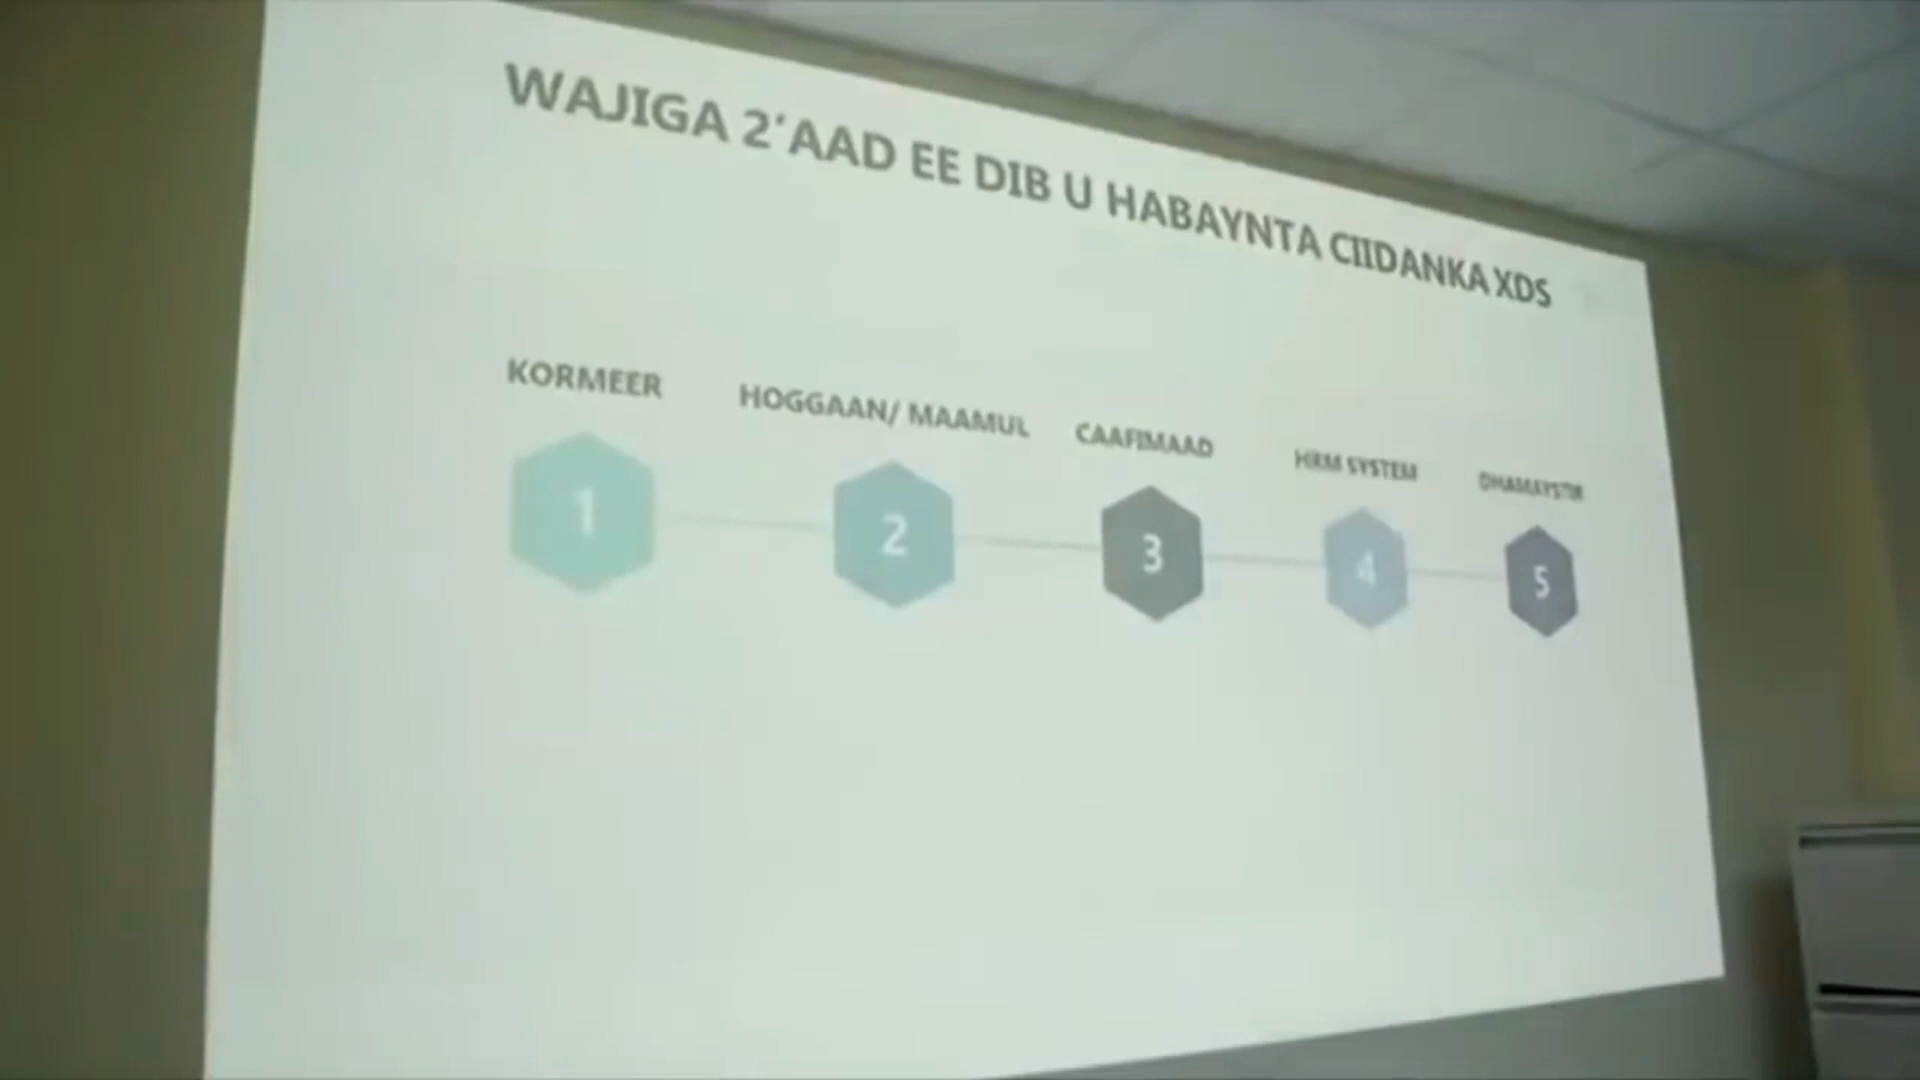 WAJIGA 2'AAD EE DIB U HABAYNTA CIIDANKA XDS
KORMEER
HOGGAAN/ MAAMUL
CAAFIMAAD
HRM SYSTEM
DHAMAYSTIR
1
2
3
4
5